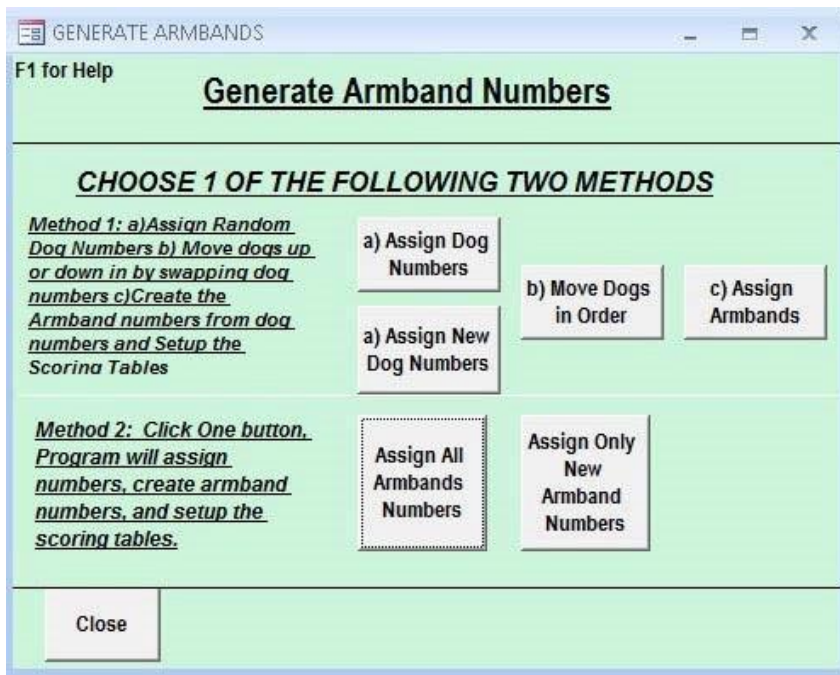 GENERATE ARMBANDS
F1 for Help
Generate Armband Numbers
CHOOSE 1 OF THE FOLLOWING TWO METHODS
Method 1: a)Assign Random
Dog Numbers b) Move dogs up
or down in by swapping dog
numbers c)Create the
Armband numbers from dog
numbers and Setup the
Scoring Tables
a) Assign Dog
Numbers
a) Assign New
Dog Numbers
b) Move Dogs
in Order
c) Assign
Armbands
Method 2: Click One button,
Program will assign
numbers, create armband
numbers, and setup the
scoring tables.
Assign All
Armbands
Numbers
Assign Only
New
Armband
Numbers
Close